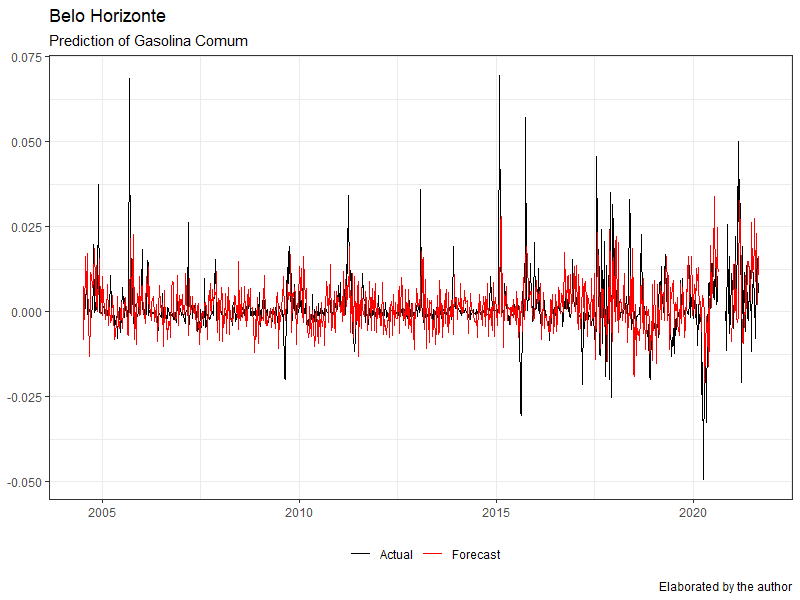 Belo Horizonte
Prediction of Gasolina Comum
0.075
0.050
0.025
0.000
-0.025
-0.050
2005 2010 2015 2020
Actual Forecast
Elaborated by the author